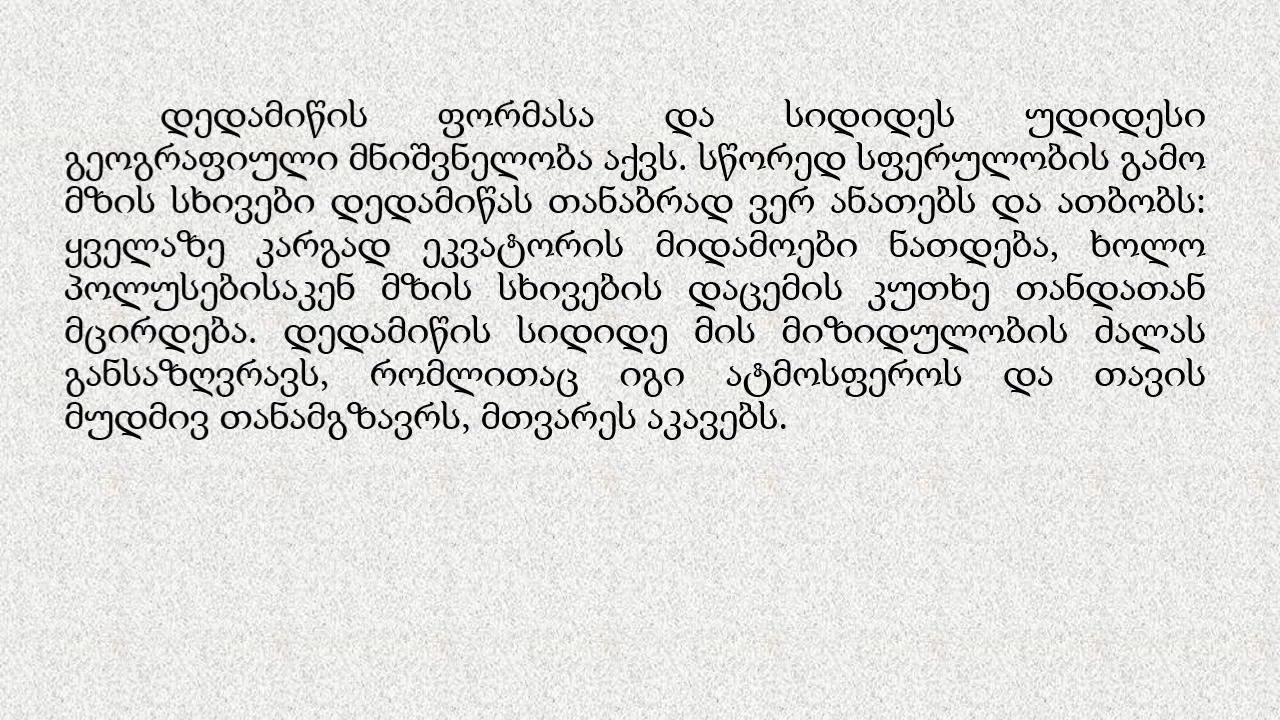 დედამიწის ფორმასა და სიდიდეს უდიდესი
გეოგრაფიული მნიშვნელობა აქვს. სწორედ სფერულობის გამო
მზის სხივები დედამიწას თანაბრად ვერ ანათებს და ათბობს:
ყველაზე კარგად ეკვატორის მიდამოები ნათდება, ხოლო
პოლუსებისაკენ მზის სხივების დაცემის კუთხე თანდათან
მცირდება. დედამიწის სიდიდე მის მიზიდულობის ძალას
განსაზღვრავს, რომლითაც იგი ატმოსფეროს და თავის
მუდმივ თანამგზავრს, მთვარეს აკავებს.